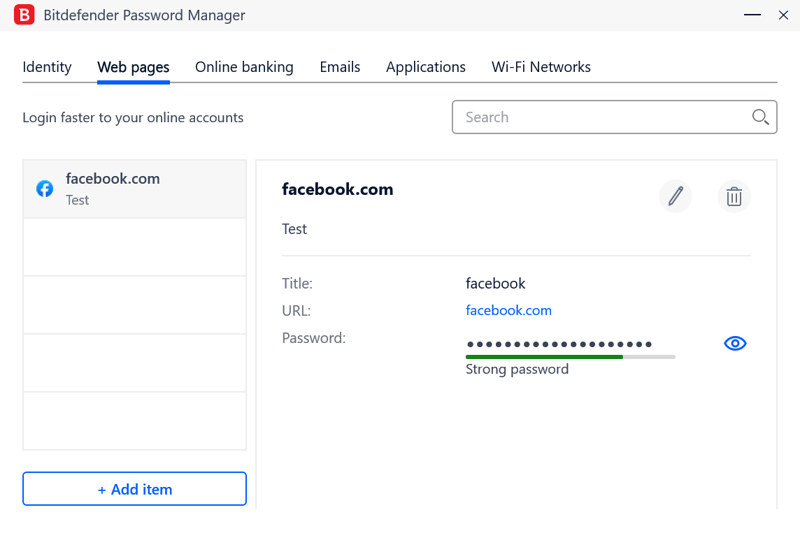 B Bitdefender Password Manager
Identity Web pages Online banking Emails Applications Wi-Fi Networks
Login faster to your online accounts
Search
facebook.com
Test
facebook.com
Test
Title: facebook
URL: facebook.com
Password: ••••••••••••••••••••
Strong password
+ Add item